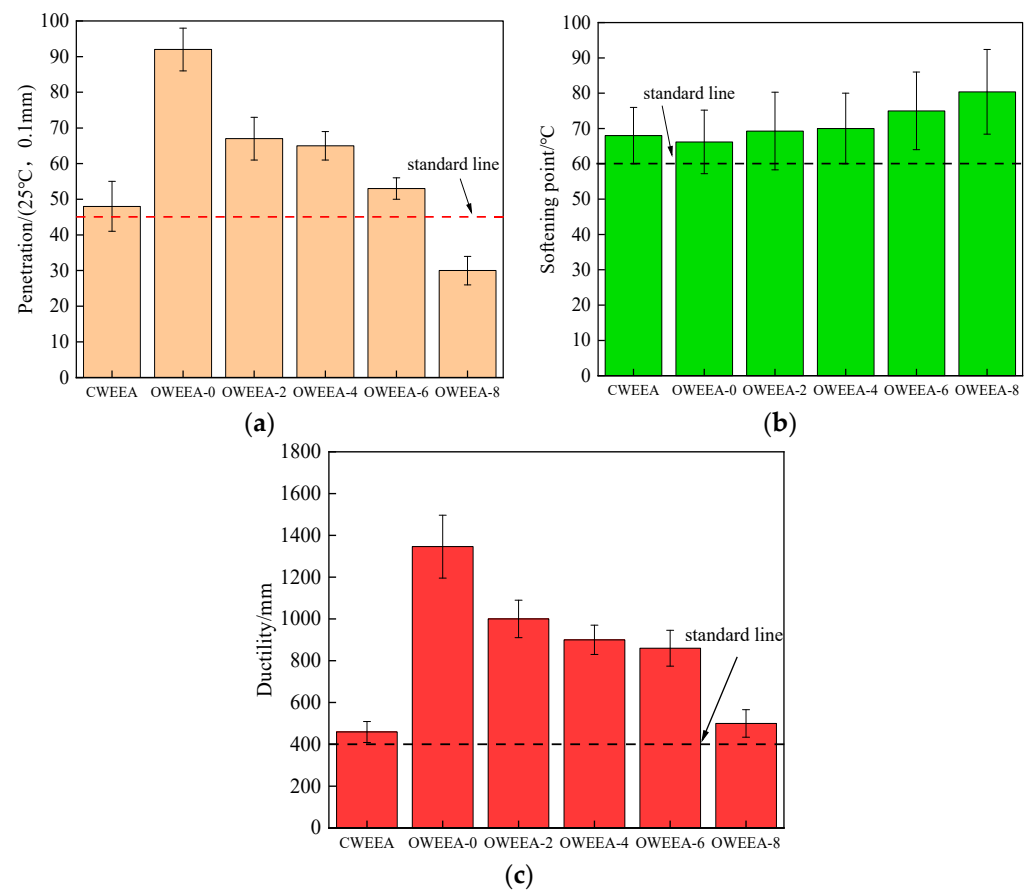 100
90
80
70
60
50
40
30
20
10
0
Penetration/(25℃，0.1mm)
standard line
CWEEA OWEEA-0 OWEEA-2 OWEEA-4 OWEEA-6 OWEEA-8
(a)
100
90
80
70
60
50
40
30
20
10
0
Softening point/℃
standard line
CWEEA OWEEA-0 OWEEA-2 OWEEA-4 OWEEA-6 OWEEA-8
(b)
1800
1600
1400
1200
1000
800
600
400
200
0
Ductility/mm
standard line
CWEEA OWEEA-0 OWEEA-2 OWEEA-4 OWEEA-6 OWEEA-8
(c)